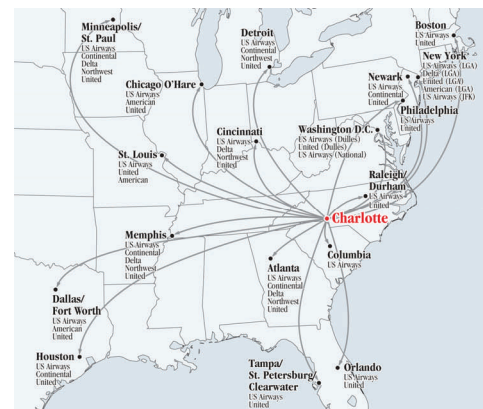 Minneapolis/
St. Paul
US Airways
Continental
Delta
Northwest
United
Detroit
US Airways
Continental
Northwest
United
Boston
US Airways
United
New York
US Airways (LGA)
Delta (LGA)
United (LGA)
American (LGA)
US Airways (JFK)
Newark
US Airways
Continental
United
Chicago O'Hare
US Airways
American
United
Philadelphia
US Airways
United
Cincinnati
US Airways
Delta
Northwest
United
Washington D.C.
US Airways (Dulles)
United (Dulles)
US Airways (National)
St. Louis
US Airways
United
American
Raleigh/
Durham
US Airways
United
Charlotte
Memphis
US Airways
Continental
Delta
Northwest
United
Columbia
US Airways
Atlanta
US Airways
Continental
Delta
Northwest
United
Dallas/
Fort Worth
US Airways
American
United
Houston
US Airways
Continental
United
Tampa/
St. Petersburg/
Clearwater
US Airways
United
Orlando
US Airways
United